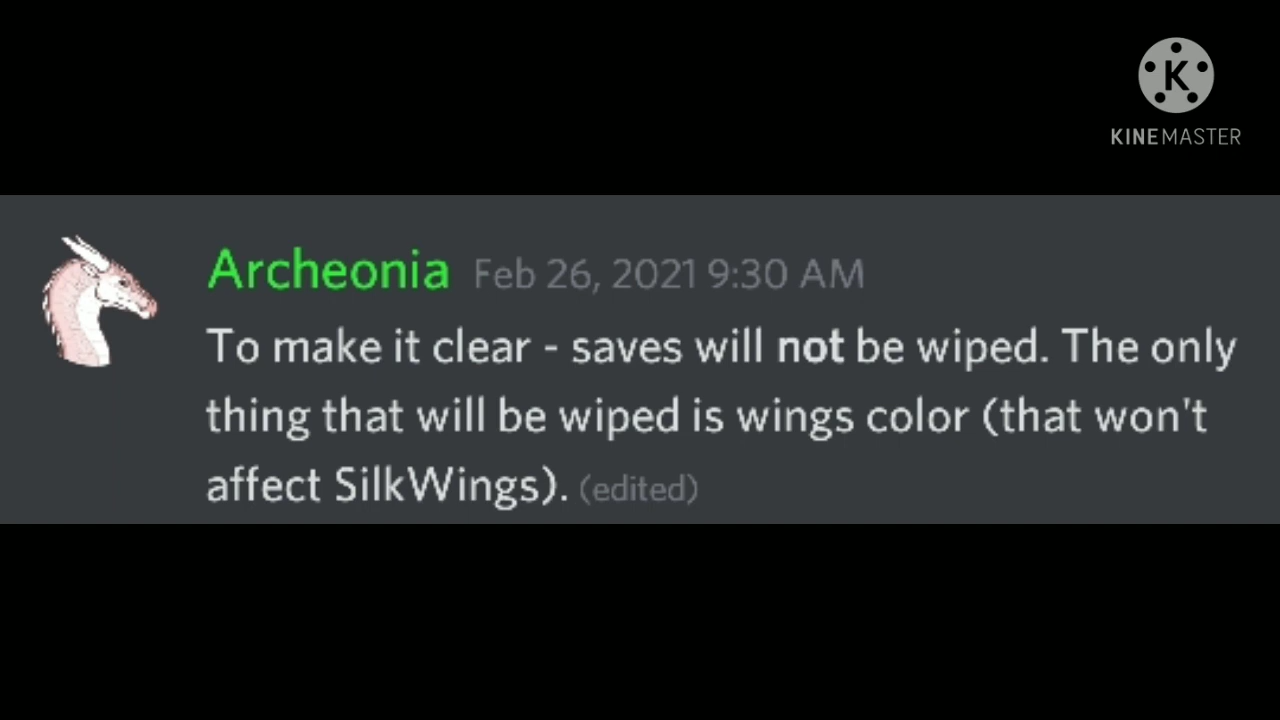 K
KINEMASTER
Archeonia Feb 26, 2021 9:30 AM
To make it clear - saves will not be wiped. The only
thing that will be wiped is wings color (that won't
affect SilkWings). (edited)